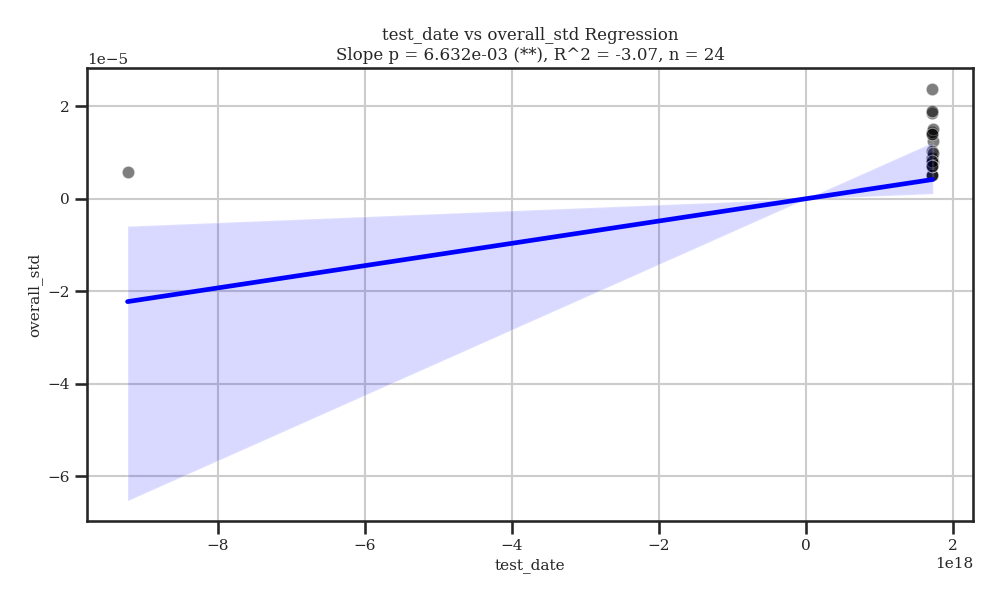 test_date vs overall_std Regression
Slope p = 6.632e-03 (**), R^2 = -3.07, n = 24
1e−5
2
0
−2
−4
−6
overall_std
−8
−6
−4
−2
0
2
1e18
test_date